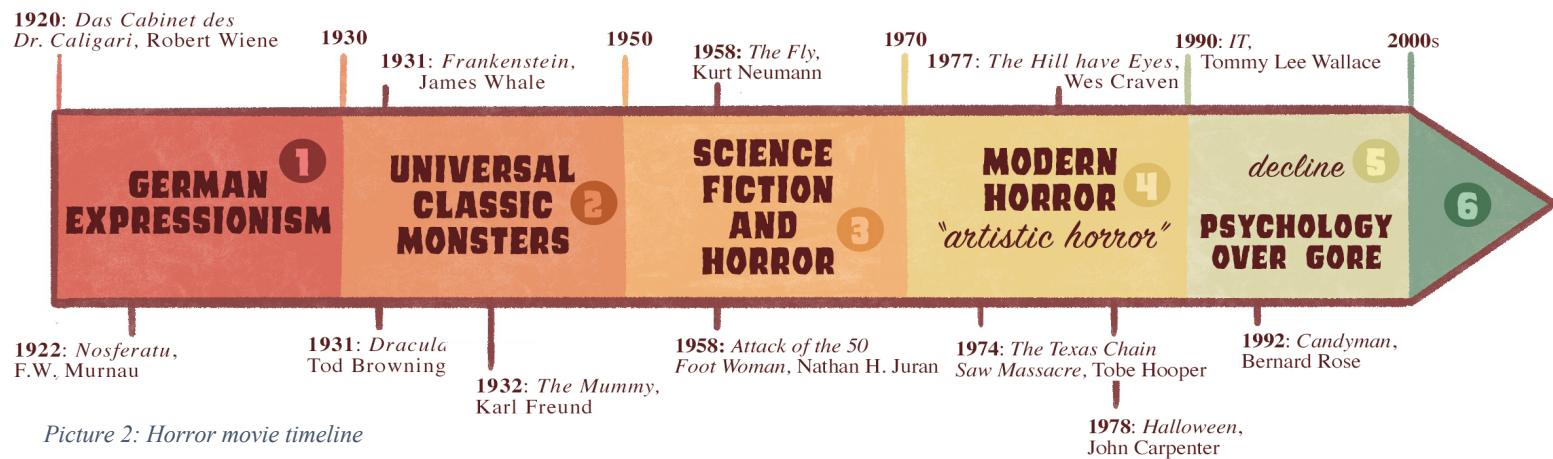 1920: Das Cabinet des
Dr. Caligari, Robert Wiene
1930
1931: Frankenstein,
James Whale
1950
1958: The Fly,
Kurt Neumann
1970
1977: The Hill have Eyes,
Wes Craven
1990: IT,
Tommy Lee Wallace
2000s
GERMAN
EXPRESSIONISM
1
UNIVERSAL
CLASSIC
MONSTERS
2
SCIENCE
FICTION
AND
HORROR
3
MODERN
HORROR
"artistic horror"
4
decline
5
PSYCHOLOGY
OVER GORE
6
1922: Nosferatu,
F.W. Murnau
1931: Dracula
Tod Browning
1932: The Mummy,
Karl Freund
1958: Attack of the 50
Foot Woman, Nathan H. Juran
1974: The Texas Chain
Saw Massacre, Tobe Hooper
1978: Halloween,
John Carpenter
1992: Candyman,
Bernard Rose
Picture 2: Horror movie timeline